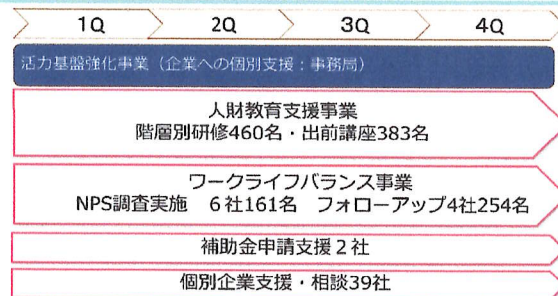 1Q 2Q 3Q 4Q
活力基盤強化事業（企業への個別支援：事務局）
人財教育支援事業
階層別研修460名・出前講座383名
ワークライフバランス事業
NPS調査実施　６社161名　フォローアップ4社254名
補助金申請支援２社
個別企業支援・相談39社